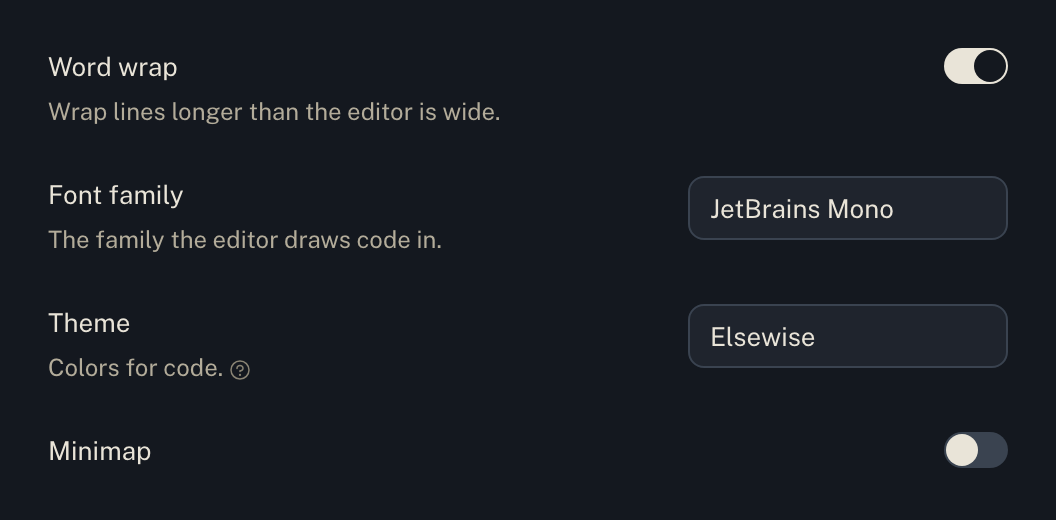 Word wrap
Wrap lines longer than the editor is wide.
Font family
JetBrains Mono
The family the editor draws code in.
Theme
Elsewise
Colors for code.
Minimap